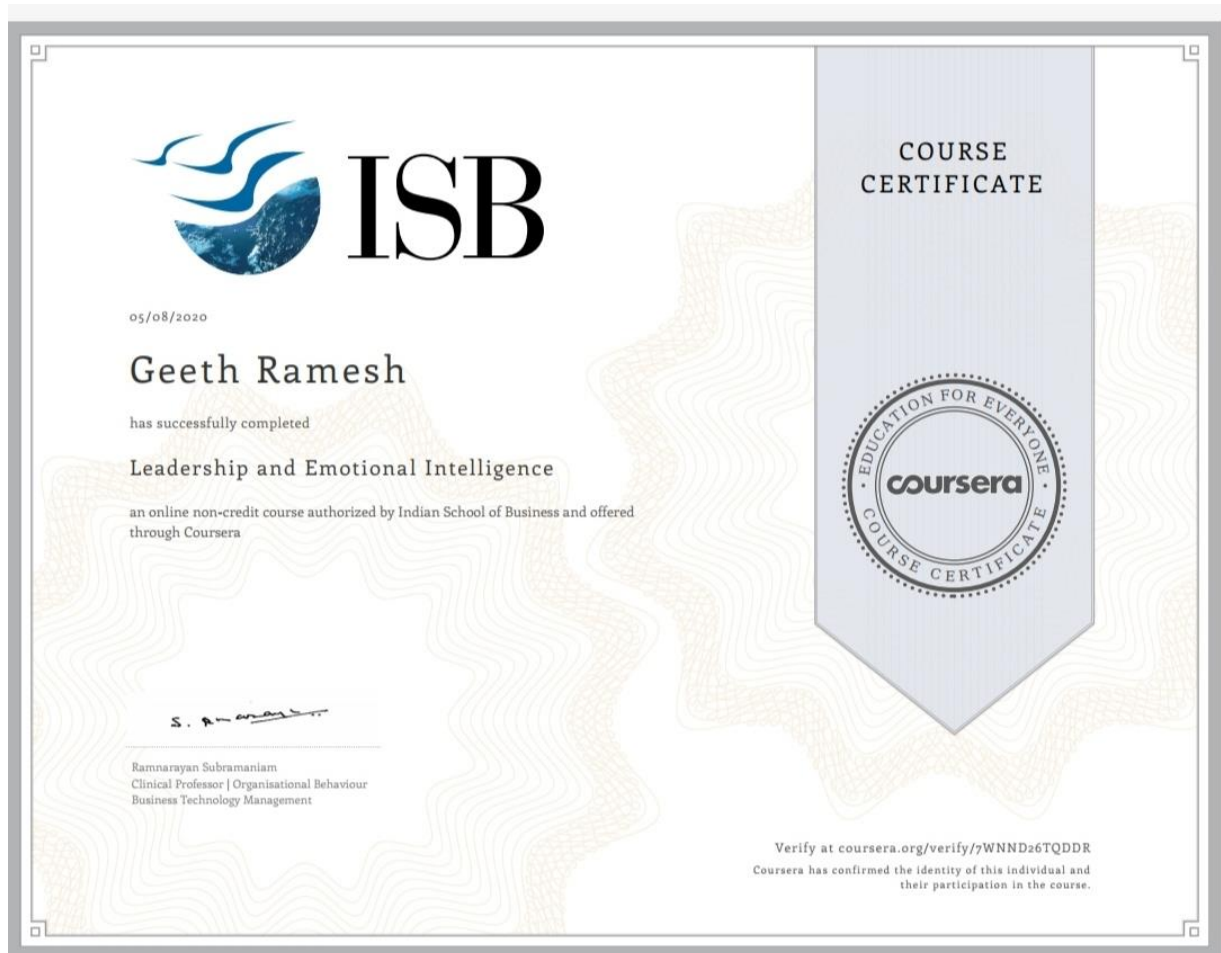 ISB
05/08/2020
Geeth Ramesh
has successfully completed
Leadership and Emotional Intelligence
an online non-credit course authorized by Indian School of Business and offered
through Coursera
S.
Ramnarayan Subramaniam
Clinical Professor | Organisational Behaviour
Business Technology Management
COURSE
CERTIFICATE
EDUCATION FOR EVERYONE
coursera
COURSE CERTIFICATE
Verify at coursera.org/verify/7WNND26TQDDR
Coursera has confirmed the identity of this individual and
their participation in the course.